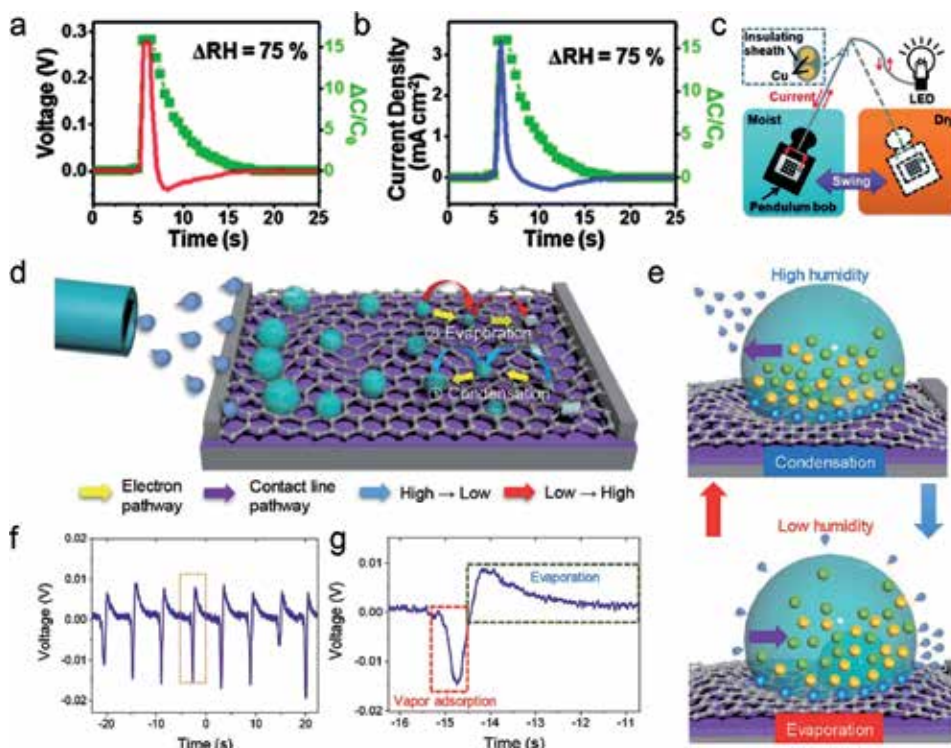 a
0.3
0.2
0.1
0.0
Voltage (V)
ΔRH = 75 %
15
10
5
0
ΔC/C₀
0 5 10 15 20 25
Time (s)
b
3
2
1
0
Current Density
(mA cm⁻²)
ΔRH = 75 %
15
10
5
0
ΔC/C₀
0 5 10 15 20 25
Time (s)
c
Insulating
sheath
Cu
Current
LED
Moist
Dry
Swing
Pendulum bob
d
② Evaporation
① Condensation
Electron
pathway
Contact line
pathway
High → Low
Low → High
e
High humidity
Condensation
Low humidity
Evaporation
f
0.02
0.01
0.00
-0.01
-0.02
Voltage (V)
-20 -10 0 10 20
Time (s)
g
0.02
0.01
0.00
-0.01
-0.02
Voltage (V)
Evaporation
Vapor adsorption
-16 -15 -14 -13 -12 -11
Time (s)